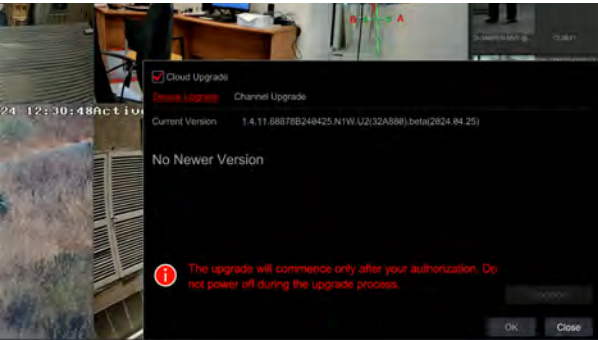 B A
Cloud Upgrade
24 12:30:48Activ
Device Upgrade Channel Upgrade
Current Version 1.4.11.68878B240425.N1W.U2(32A880).beta(2024.04.25)
No Newer Version
The upgrade will commence only after your authorization. Do
not power off during the upgrade process.
OK Close